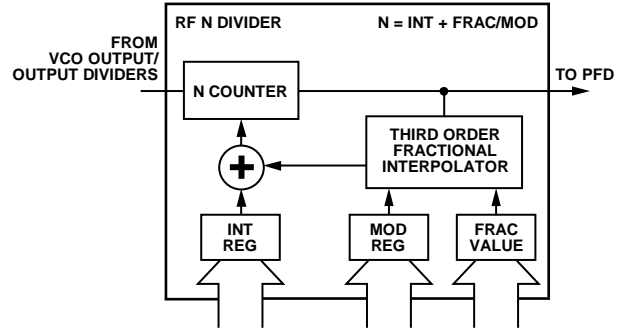 RF N DIVIDER
N = INT + FRAC/MOD
FROM
VCO OUTPUT/
OUTPUT DIVIDERS
N COUNTER
TO PFD
THIRD ORDER
FRACTIONAL
INTERPOLATOR
+
INT
REG
MOD
REG
FRAC
VALUE